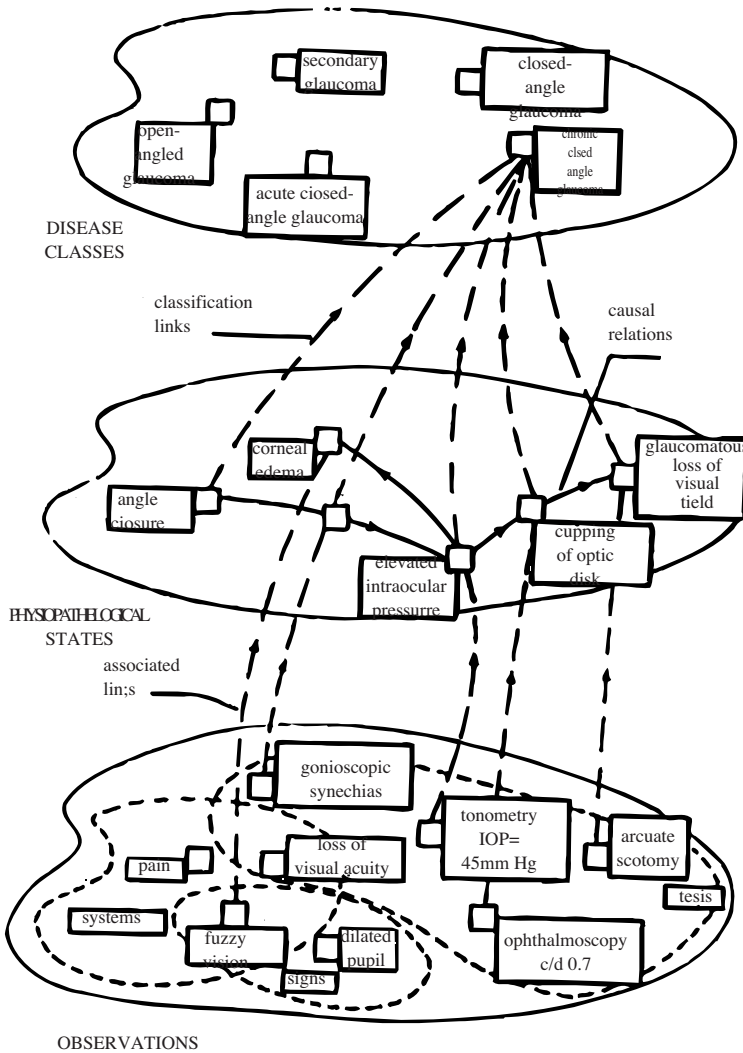 secondary
glaucoma
closed-
angle
glaucoma
open-
angled
glaucoma
chronic
clsed
angle
glaucoma
acute ciosed-
angle glaucoma
DISEASE
CLASSES
classification
links
causal
relations
corneal
edema
glaucomatous
loss of
visual
tield
angle
ciosure
cupping
of optic
disk
elevated
intraocular
pressurre
PHYSIOPATHELOGICAL
STATES
associated
lin;s
gonioscopic
synechias
tonometry
IOP=
45mm Hg
arcuate
scotomy
loss of
visual acuity
pain
tesis
systems
fuzzy
vision
dilated
pupil
signs
ophthalmoscopy
c/d 0.7
OBSERVATIONS